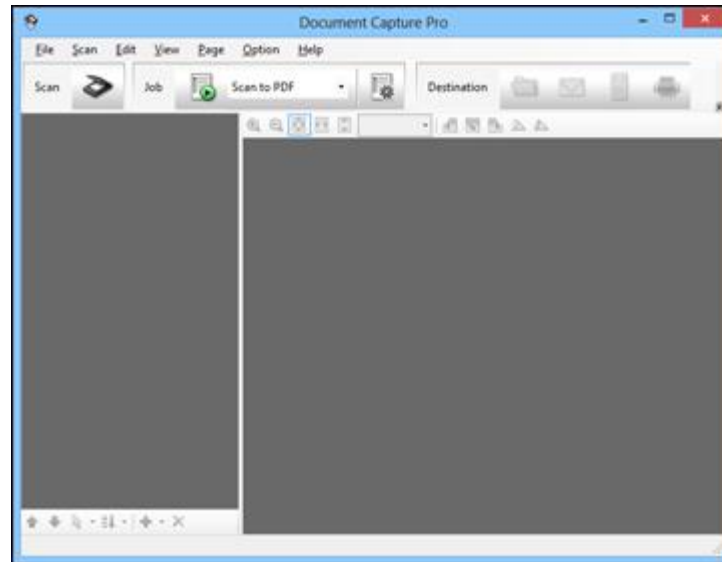 Document Capture Pro
File Scan Edit View Page Option Help
Scan Job Scan to PDF Destination